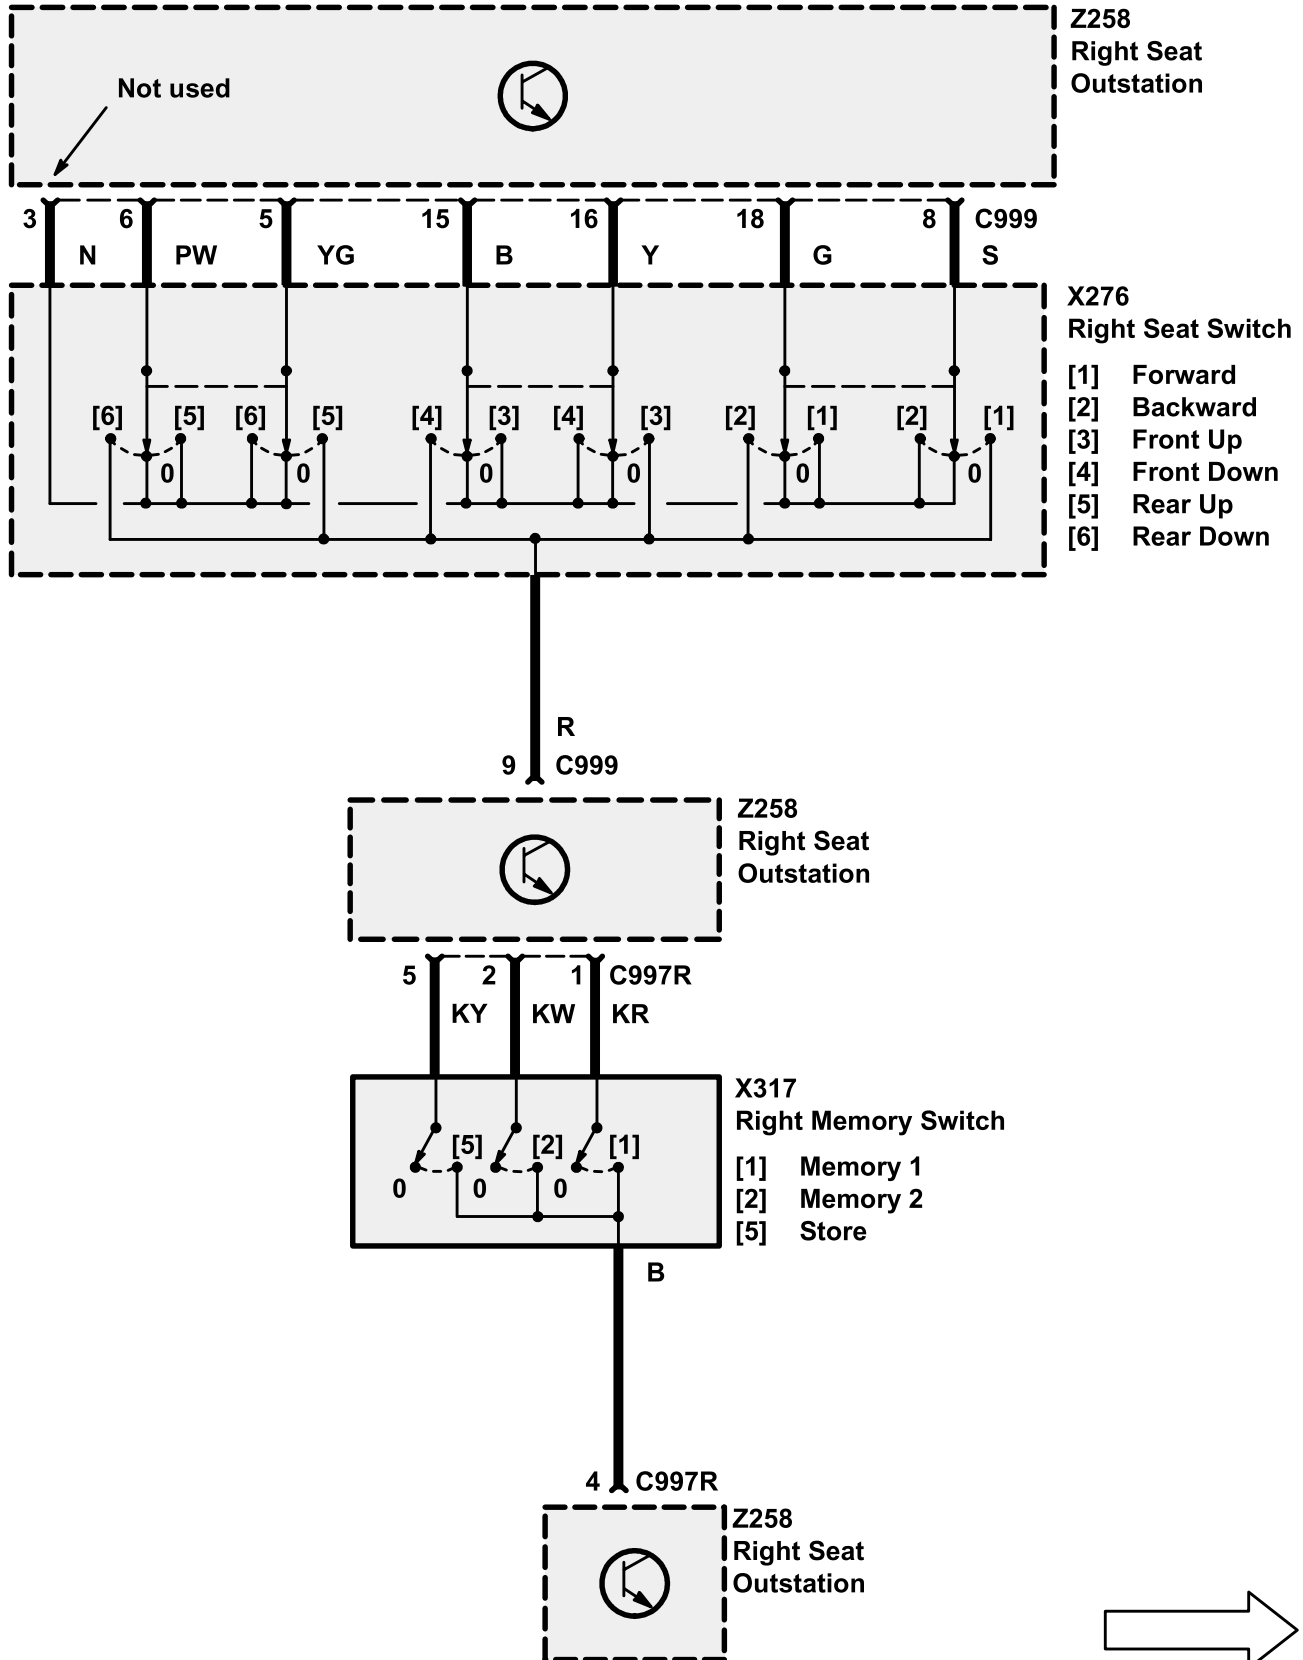 Z258
Right Seat
Outstation
Not used
3 6 5 15 16 18 8 C999
N PW YG B Y G S
X276
Right Seat Switch
[1] Forward
[2] Backward
[3] Front Up
[4] Front Down
[5] Rear Up
[6] Rear Down
[6] [5] [6] [5] [4] [3] [4] [3] [2] [1] [2] [1]
0 0 0 0 0 0
R
9 C999
Z258
Right Seat
Outstation
5 2 1 C997R
KY KW KR
X317
Right Memory Switch
[1] Memory 1
[2] Memory 2
[5] Store
[5] [2] [1]
0 0 0
B
4 C997R
Z258
Right Seat
Outstation